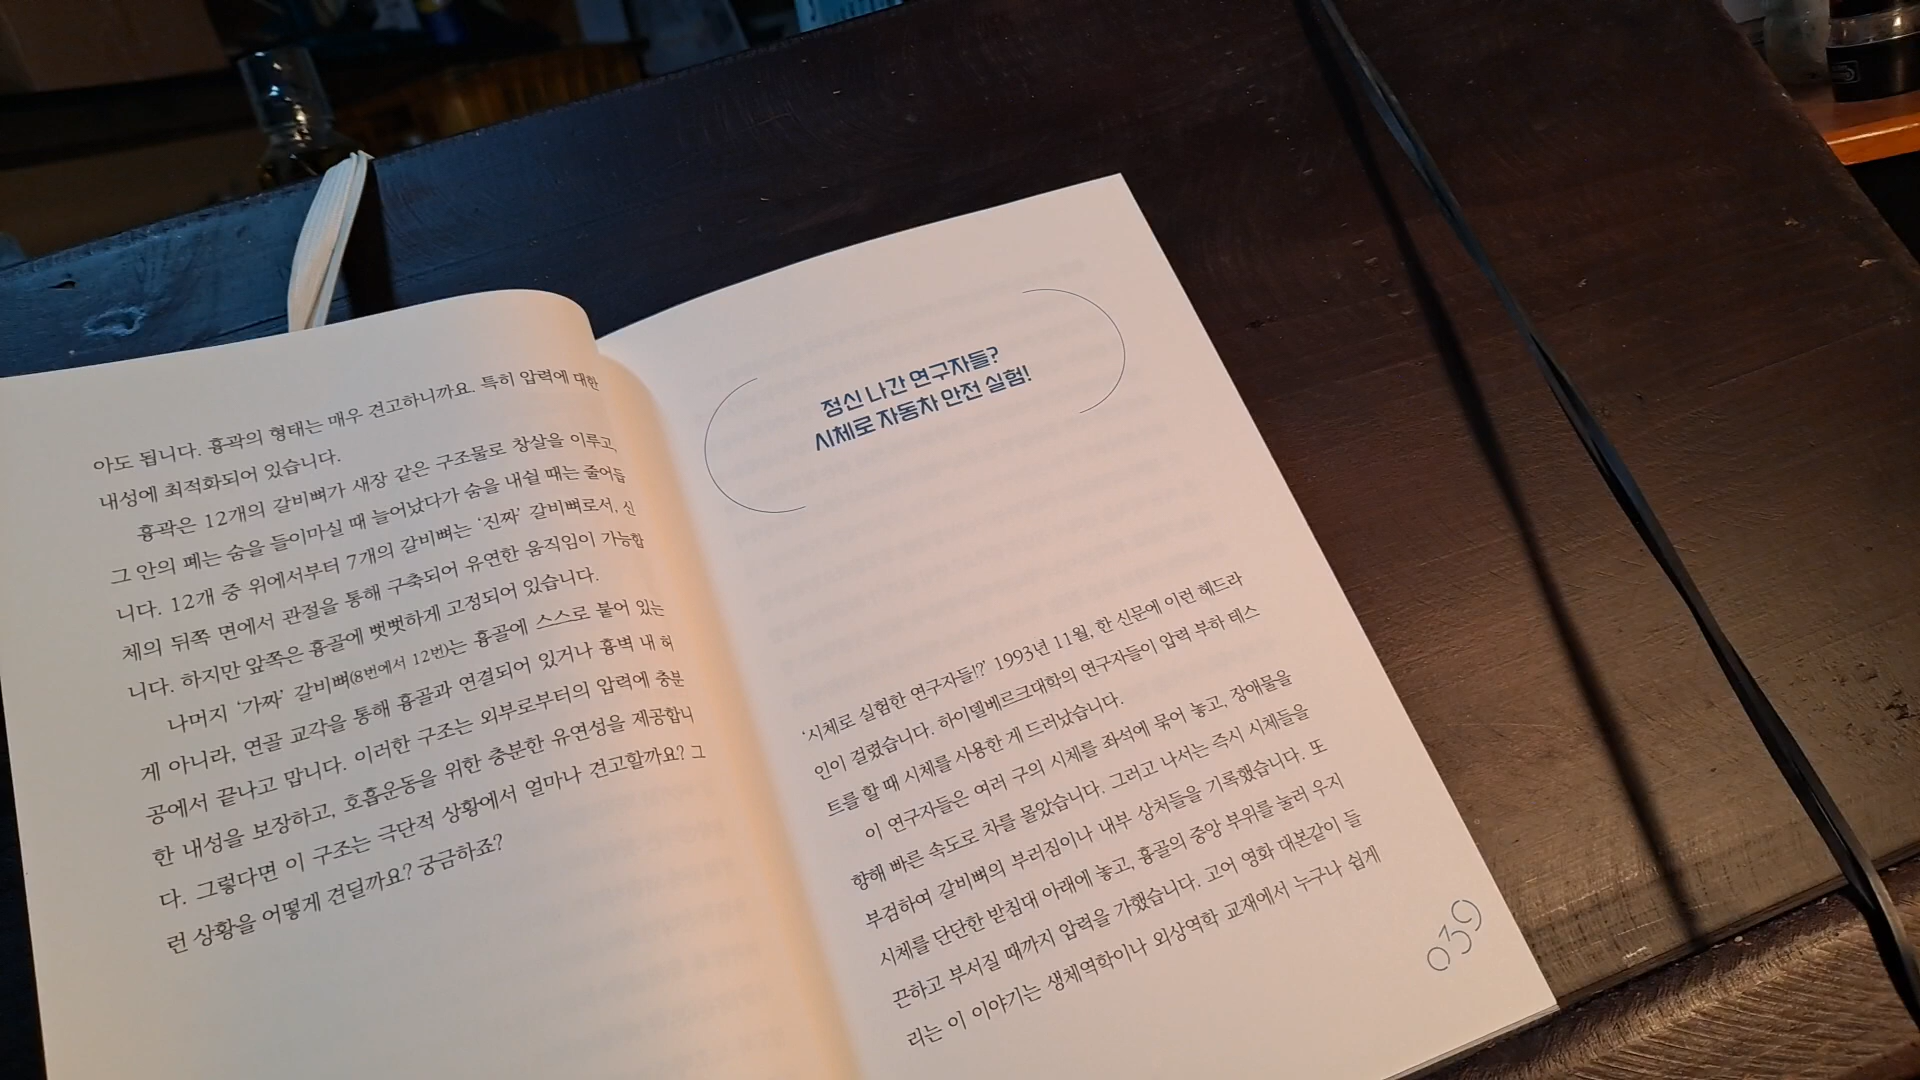 아도 됩니다. 흉곽의 형태는 매우 견고하니까요. 특히 압력에 대한
내성에 최적화되어 있습니다.
흉곽은 12개의 갈비뼈가 새장 같은 구조물로 창살을 이루고,
그 안의 폐는 숨을 들이마실 때 늘어났다가 숨을 내쉴 때는 줄어듭
니다. 12개 중 위에서부터 7개의 갈비뼈는 ‘진짜’ 갈비뼈로서, 신
체의 뒤쪽 면에서 관절을 통해 구축되어 유연한 움직임이 가능합
니다. 하지만 앞쪽은 흉골에 뻣뻣하게 고정되어 있습니다.
나머지 ‘가짜’ 갈비뼈(8번에서 12번)는 흉골에 스스로 붙어 있는
게 아니라, 연골 교각을 통해 흉골과 연결되어 있거나 흉벽 내 허
공에서 끝나고 맙니다. 이러한 구조는 외부로부터의 압력에 충분
한 내성을 보장하고, 호흡운동을 위한 충분한 유연성을 제공합니
다. 그렇다면 이 구조는 극단적 상황에서 얼마나 견고할까요? 그
런 상황을 어떻게 견딜까요? 궁금하죠?
정신 나간 연구자들?
시체로 자동차 안전 실험!
‘시체로 실험한 연구자들!?’ 1993년 11월, 한 신문에 이런 헤드라
인이 걸렸습니다. 하이델베르크대학의 연구자들이 압력 부하 테스
트를 할 때 시체를 사용한 게 드러났습니다.
이 연구자들은 여러 구의 시체를 좌석에 묶어 놓고, 장애물을
향해 빠른 속도로 차를 몰았습니다. 그러고 나서는 즉시 시체들을
부검하여 갈비뼈의 부러짐이나 내부 상처들을 기록했습니다. 또
시체를 단단한 받침대 아래에 놓고, 흉골의 중앙 부위를 눌러 우지
끈하고 부서질 때까지 압력을 가했습니다. 고어 영화 대본같이 들
리는 이 이야기는 생체역학이나 외상역학 교재에서 누구나 쉽게
039